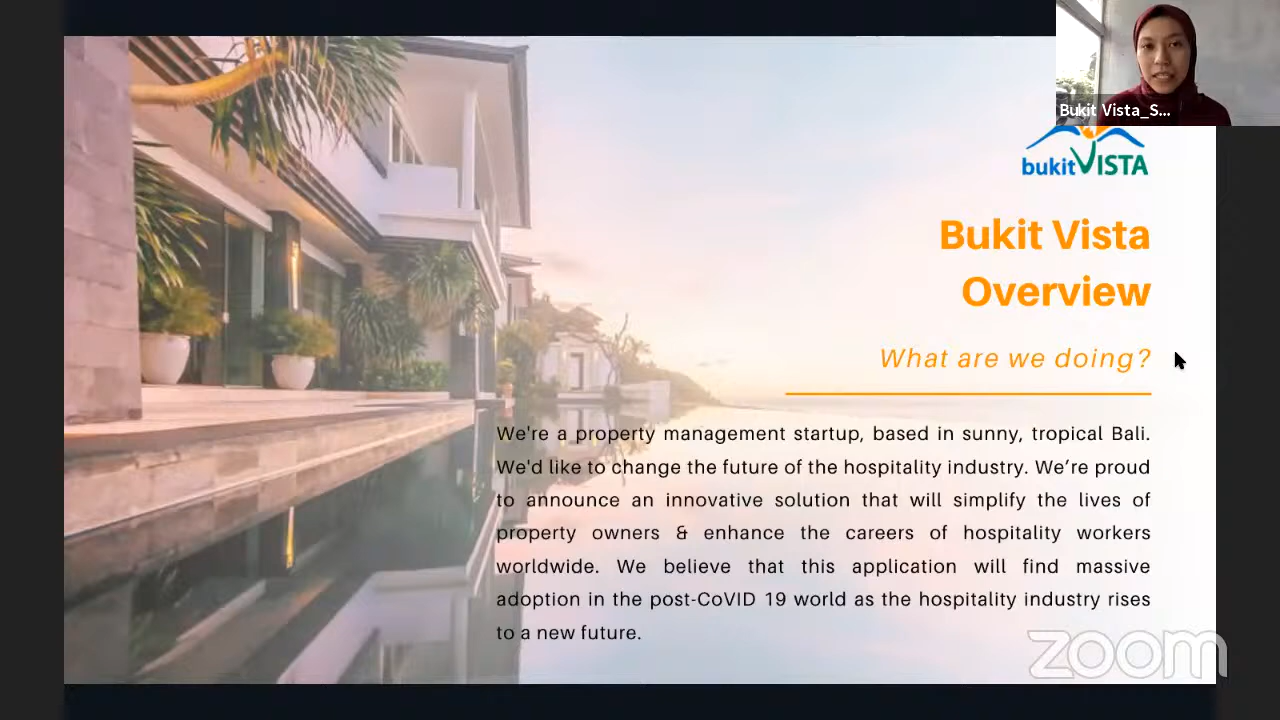 Bukit Vista_S...
bukit VISTA
Bukit Vista
Overview
What are we doing?
We're a property management startup, based in sunny, tropical Bali.
We'd like to change the future of the hospitality industry. We’re proud
to announce an innovative solution that will simplify the lives of
property owners & enhance the careers of hospitality workers
worldwide. We believe that this application will find massive
adoption in the post-CoVID 19 world as the hospitality industry rises
to a new future.
zoom